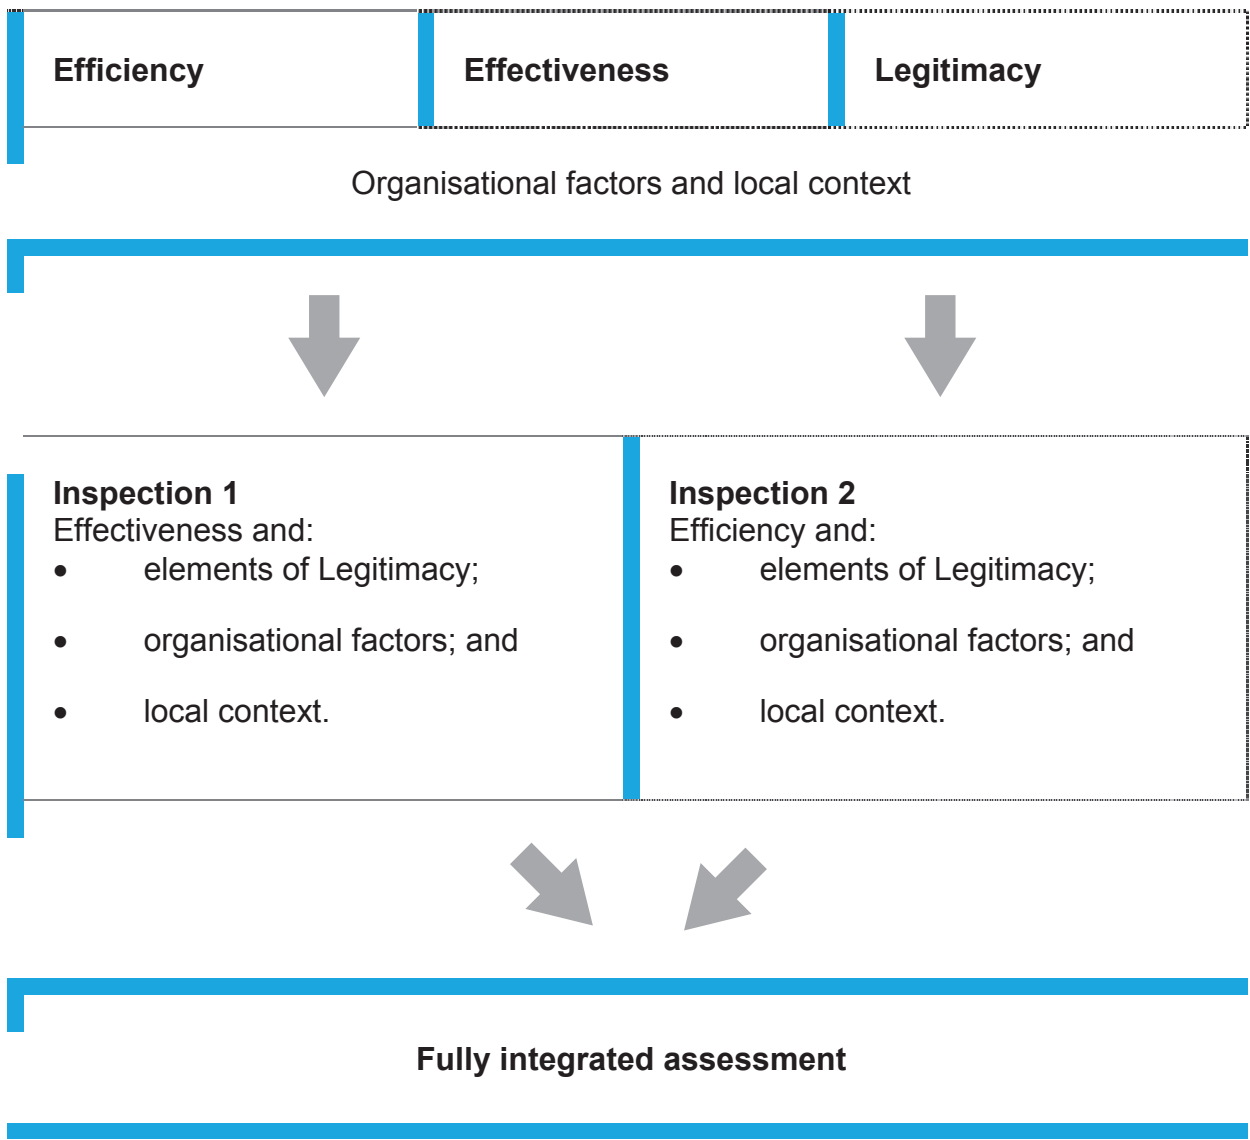 Efficiency
Effectiveness
Legitimacy
Organisational factors and local context
Inspection 1
Effectiveness and:
• elements of Legitimacy;
• organisational factors; and
• local context.
Inspection 2
Efficiency and:
• elements of Legitimacy;
• organisational factors; and
• local context.
Fully integrated assessment